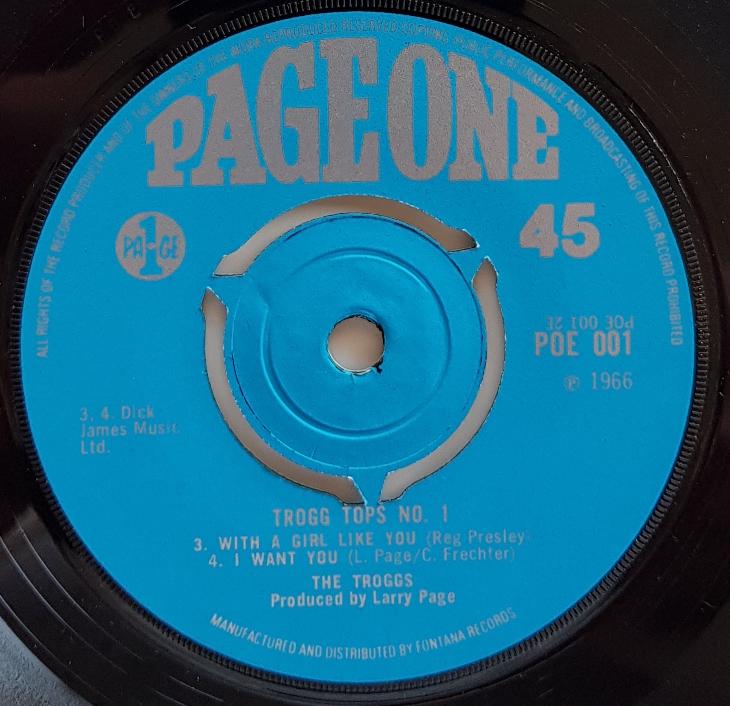 ALL RIGHTS OF THE RECORD PRODUCER AND OF THE OWNERS OF THE WORK REPRODUCED RESERVED COPYING PUBLIC PERFORMANCE AND BROADCASTING OF THIS RECORD PROHIBITED
PAGE ONE
PA-GE
1
45
POE 001 2E
POE 001
℗ 1966
3, 4. Dick
James Music
Ltd.
TROGG TOPS NO. 1
3. WITH A GIRL LIKE YOU (Reg Presley)
4. I WANT YOU (L. Page/C. Frechter)
THE TROGGS
Produced by Larry Page
MANUFACTURED AND DISTRIBUTED BY FONTANA RECORDS